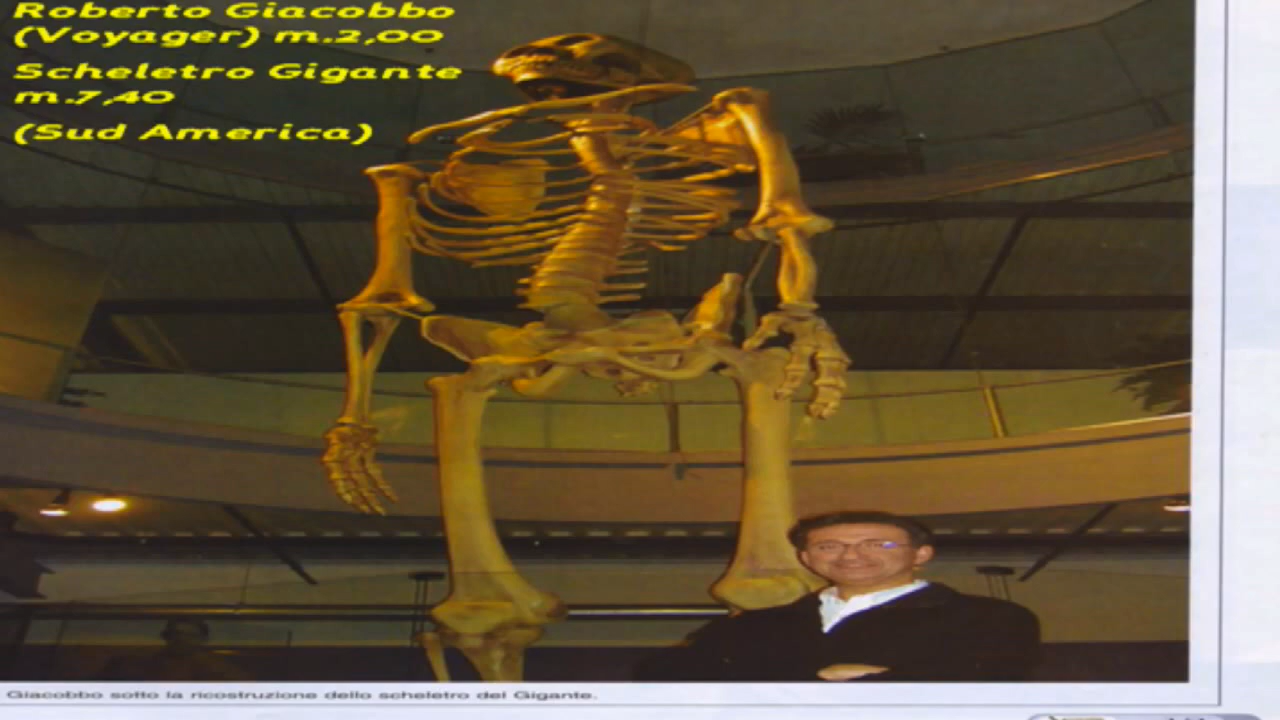 Roberto Giacobbo
(Voyager) m.2,00
Scheletro Gigante
m.7,40
(Sud America)
Giacobbo sotto la ricostruzione dello scheletro del Gigante.